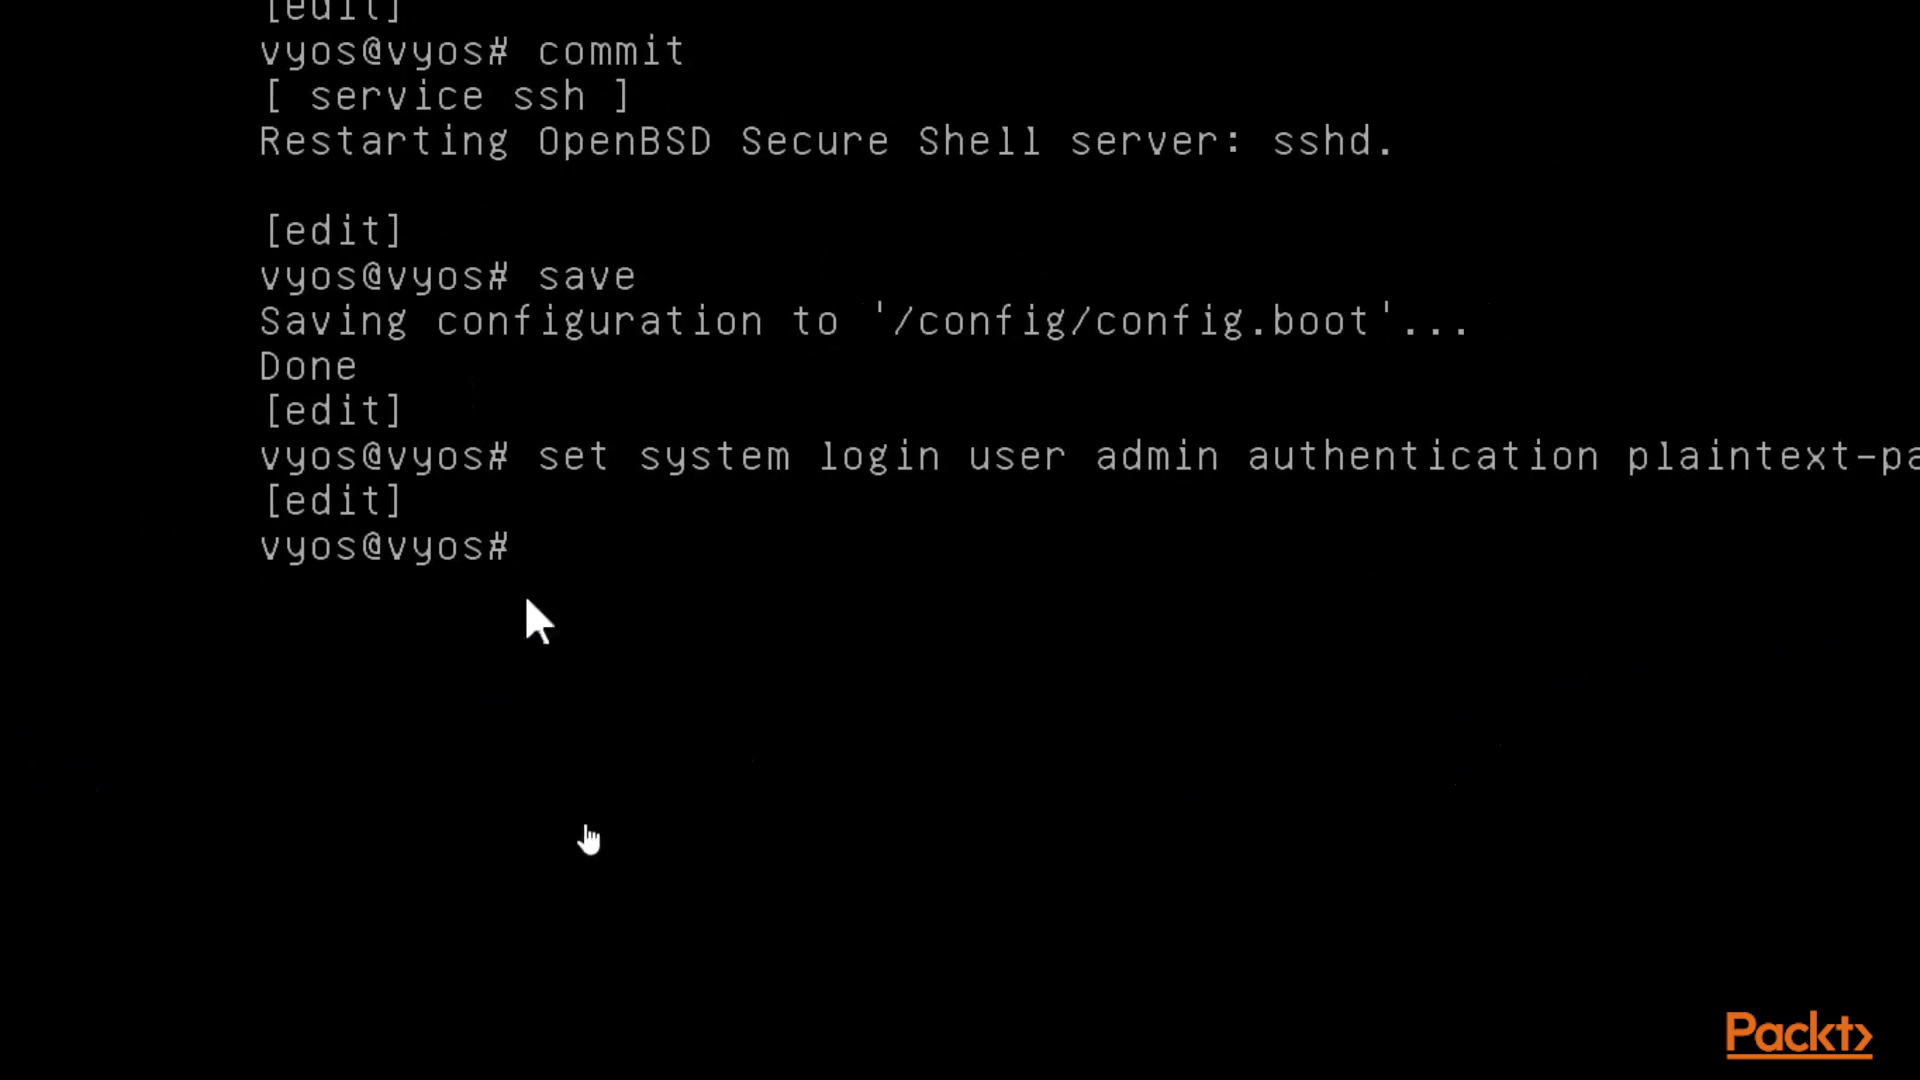 [edit]
vyos@vyos# commit
[ service ssh ]
Restarting OpenBSD Secure Shell server: sshd.
[edit]
vyos@vyos# save
Saving configuration to '/config/config.boot'...
Done
[edit]
vyos@vyos# set system login user admin authentication plaintext-pa
[edit]
vyos@vyos#
Packt>